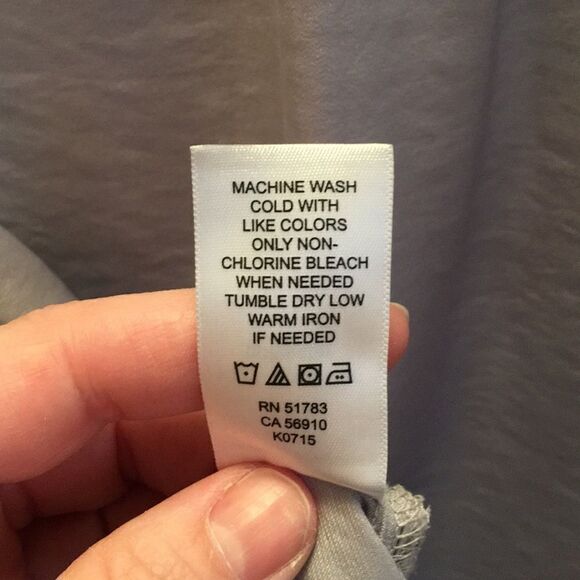 MACHINE WASH
COLD WITH
LIKE COLORS
ONLY NON-
CHLORINE BLEACH
WHEN NEEDED
TUMBLE DRY LOW
WARM IRON
IF NEEDED
RN 51783
CA 56910
K0715